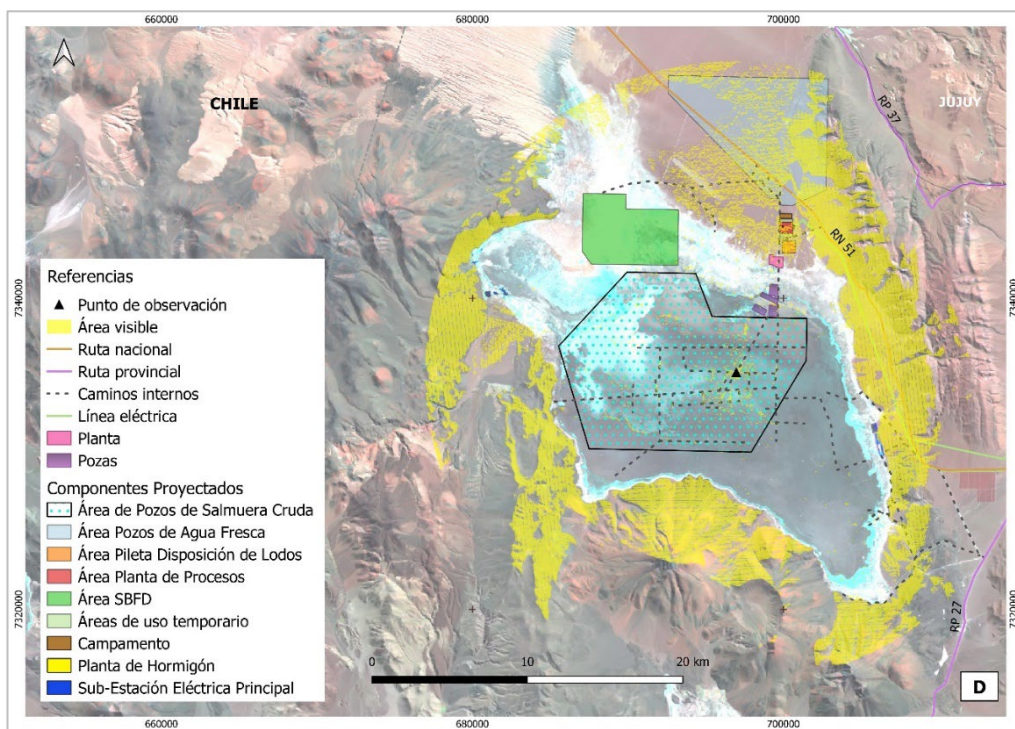 660000
680000
700000
CHILE
JUJUY
RP 37
RN 51
7340000
7340000
Referencias
Punto de observación
Área visible
Ruta nacional
Ruta provincial
Caminos internos
Línea eléctrica
Planta
Pozas
Componentes Proyectados
Área de Pozos de Salmuera Cruda
Área Pozos de Agua Fresca
Área Pileta Disposición de Lodos
Área Planta de Procesos
Área SBFD
Áreas de uso temporario
Campamento
Planta de Hormigón
Sub-Estación Eléctrica Principal
7320000
7320000
RP 27
0
10
20 km
D
660000
680000
700000